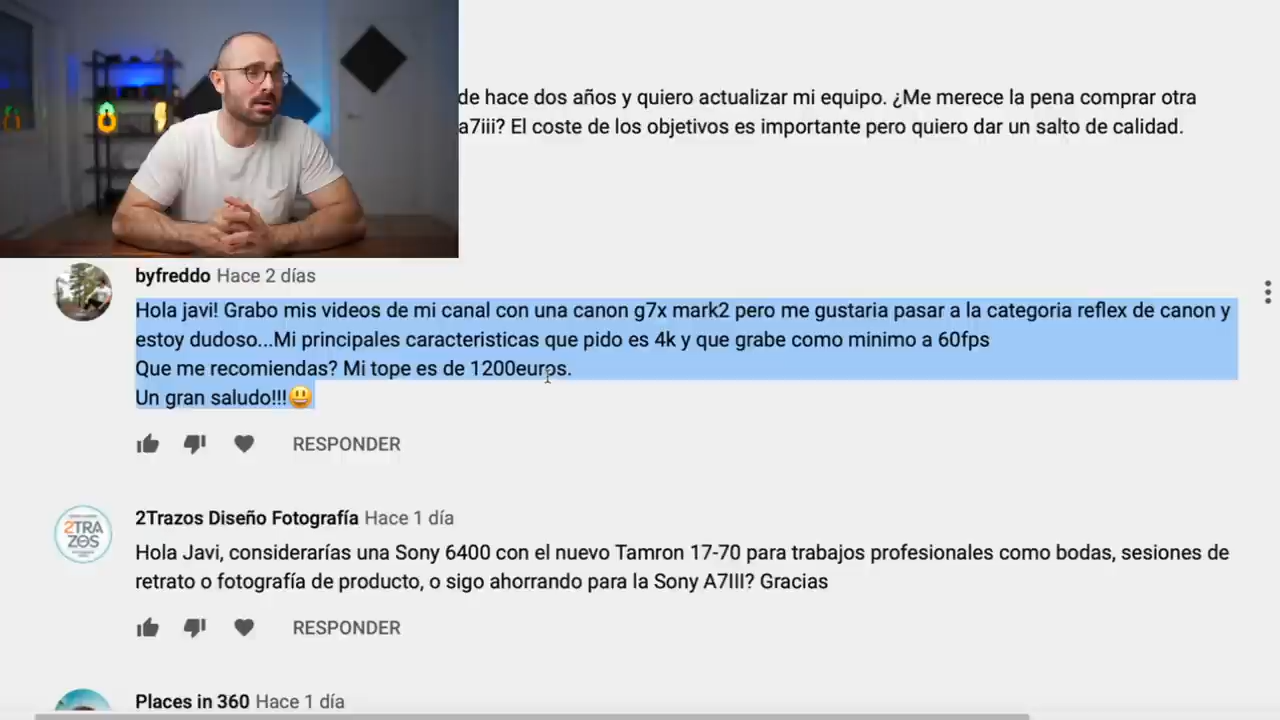 de hace dos años y quiero actualizar mi equipo. ¿Me merece la pena comprar otra
a7iii? El coste de los objetivos es importante pero quiero dar un salto de calidad.
byfreddo Hace 2 días
Hola javi! Grabo mis videos de mi canal con una canon g7x mark2 pero me gustaria pasar a la categoria reflex de canon y
estoy dudoso...Mi principales caracteristicas que pido es 4k y que grabe como minimo a 60fps
Que me recomiendas? Mi tope es de 1200euros.
Un gran saludo!!!😃
RESPONDER
2TRA
ZOS
2Trazos Diseño Fotografía Hace 1 día
Hola Javi, considerarías una Sony 6400 con el nuevo Tamron 17-70 para trabajos profesionales como bodas, sesiones de
retrato o fotografía de producto, o sigo ahorrando para la Sony A7III? Gracias
RESPONDER
Places in 360 Hace 1 día